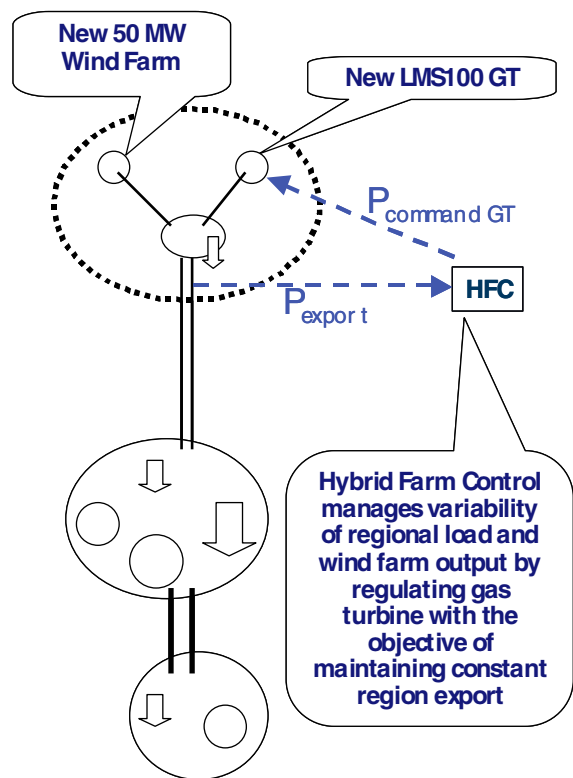 New 50 MW
Wind Farm
New LMS100 GT
P command GT
HFC
P expor t
Hybrid Farm Control
manages variability
of regional load and
wind farm output by
regulating gas
turbine with the
objective of
maintaining constant
region export